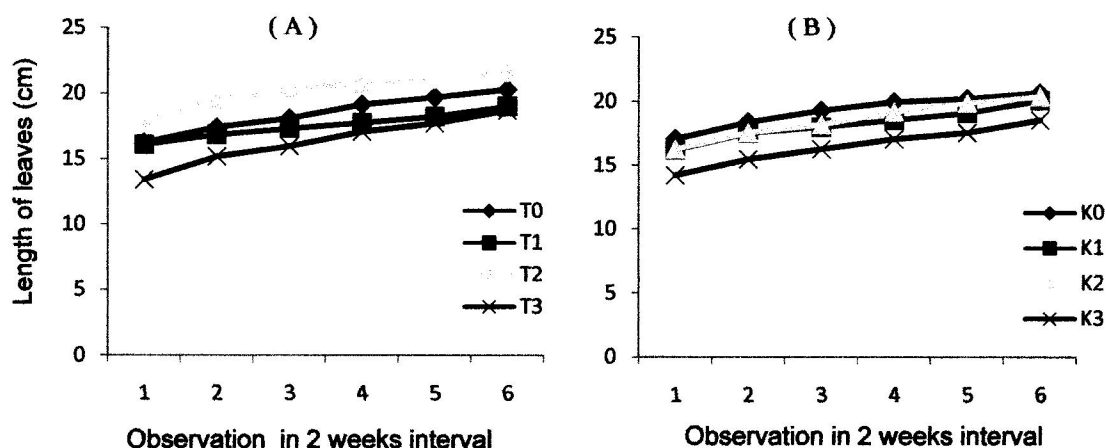 ( A )
Length of leaves (cm)
25
20
15
10
5
0
1 2 3 4 5 6
Observation in 2 weeks interval
T0
T1
T2
T3
( B )
25
20
15
10
5
0
1 2 3 4 5 6
Observation in 2 weeks interval
K0
K1
K2
K3